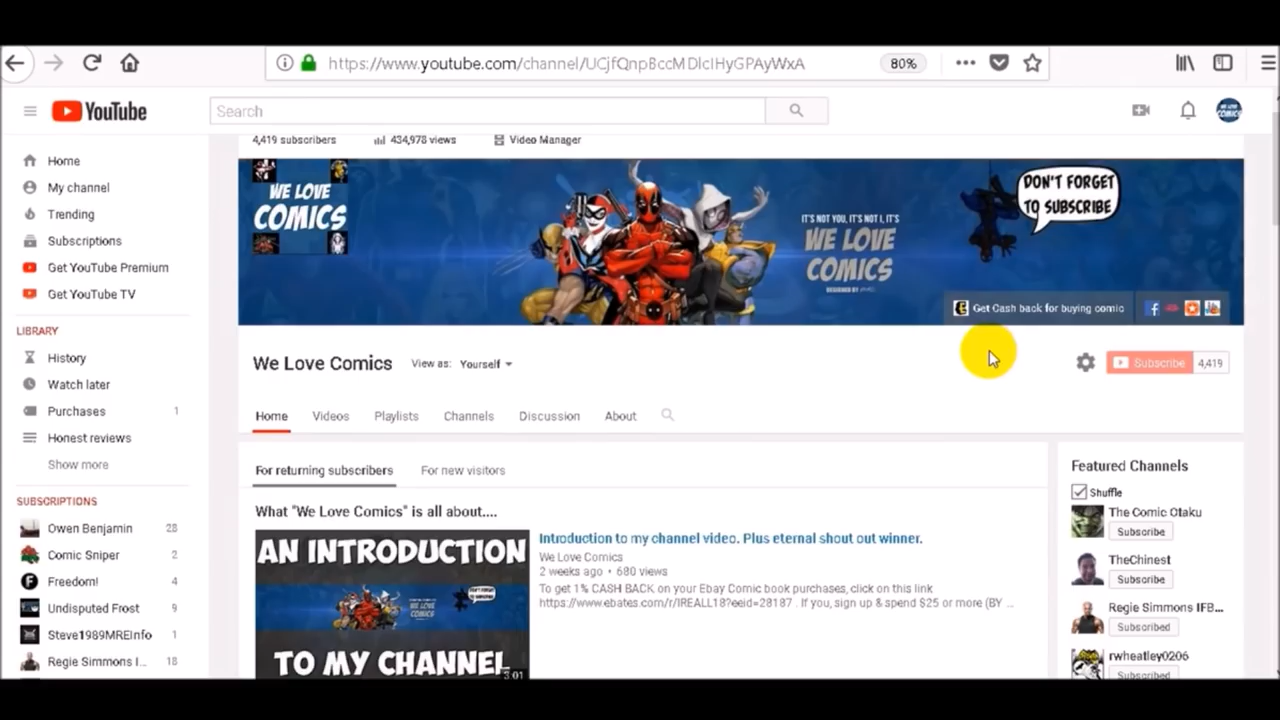 https://www.youtube.com/channel/UCjfQnpBccMDlcIHyGPAyWxA
80%
YouTube
Search
4,419 subscribers
434,978 views
Video Manager
Home
My channel
Trending
Subscriptions
Get YouTube Premium
Get YouTube TV
LIBRARY
History
Watch later
Purchases 1
Honest reviews
Show more
SUBSCRIPTIONS
Owen Benjamin 28
Comic Sniper 2
Freedom! 4
Undisputed Frost 9
Steve1989MREInfo 1
Regie Simmons I... 18
WE LOVE
COMICS
IT'S NOT YOU, IT'S NOT I, IT'S
WE LOVE
COMICS
DESIGNED BY
DON'T FORGET
TO SUBSCRIBE
Get Cash back for buying comic
We Love Comics
View as: Yourself
Subscribe 4,419
Home
Videos
Playlists
Channels
Discussion
About
For returning subscribers
For new visitors
What "We Love Comics" is all about....
AN INTRODUCTION
TO MY CHANNEL
3:01
Introduction to my channel video. Plus eternal shout out winner.
We Love Comics
2 weeks ago • 680 views
To get 1% CASH BACK on your Ebay Comic book purchases, click on this link
https://www.ebates.com/r/IREALL18?eeid=28187 . If you, sign up & spend $25 or more (BY ...
Featured Channels
Shuffle
The Comic Otaku
Subscribe
TheChinest
Subscribe
Regie Simmons IFB...
Subscribed
rwheatley0206
Subscribed